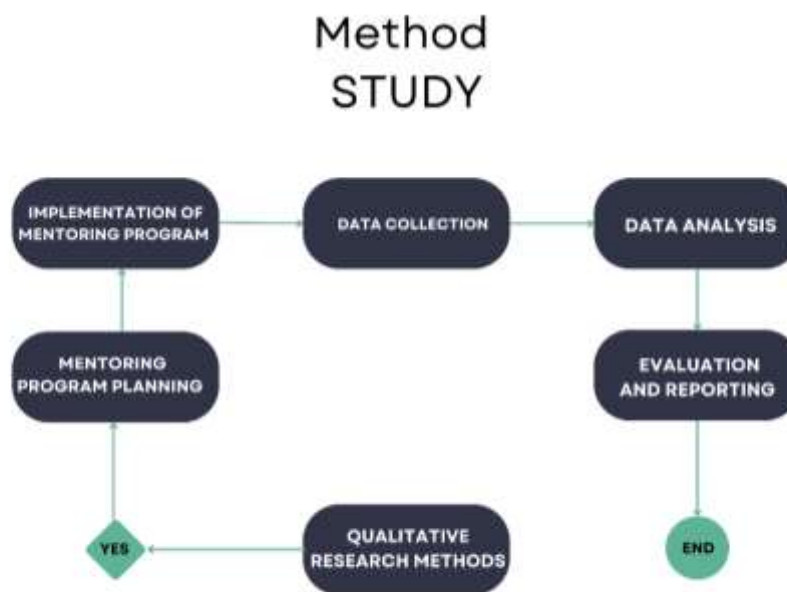 Method
STUDY
IMPLEMENTATION OF
MENTORING PROGRAM
DATA COLLECTION
DATA ANALYSIS
MENTORING
PROGRAM PLANNING
EVALUATION
AND REPORTING
YES
QUALITATIVE
RESEARCH METHODS
END